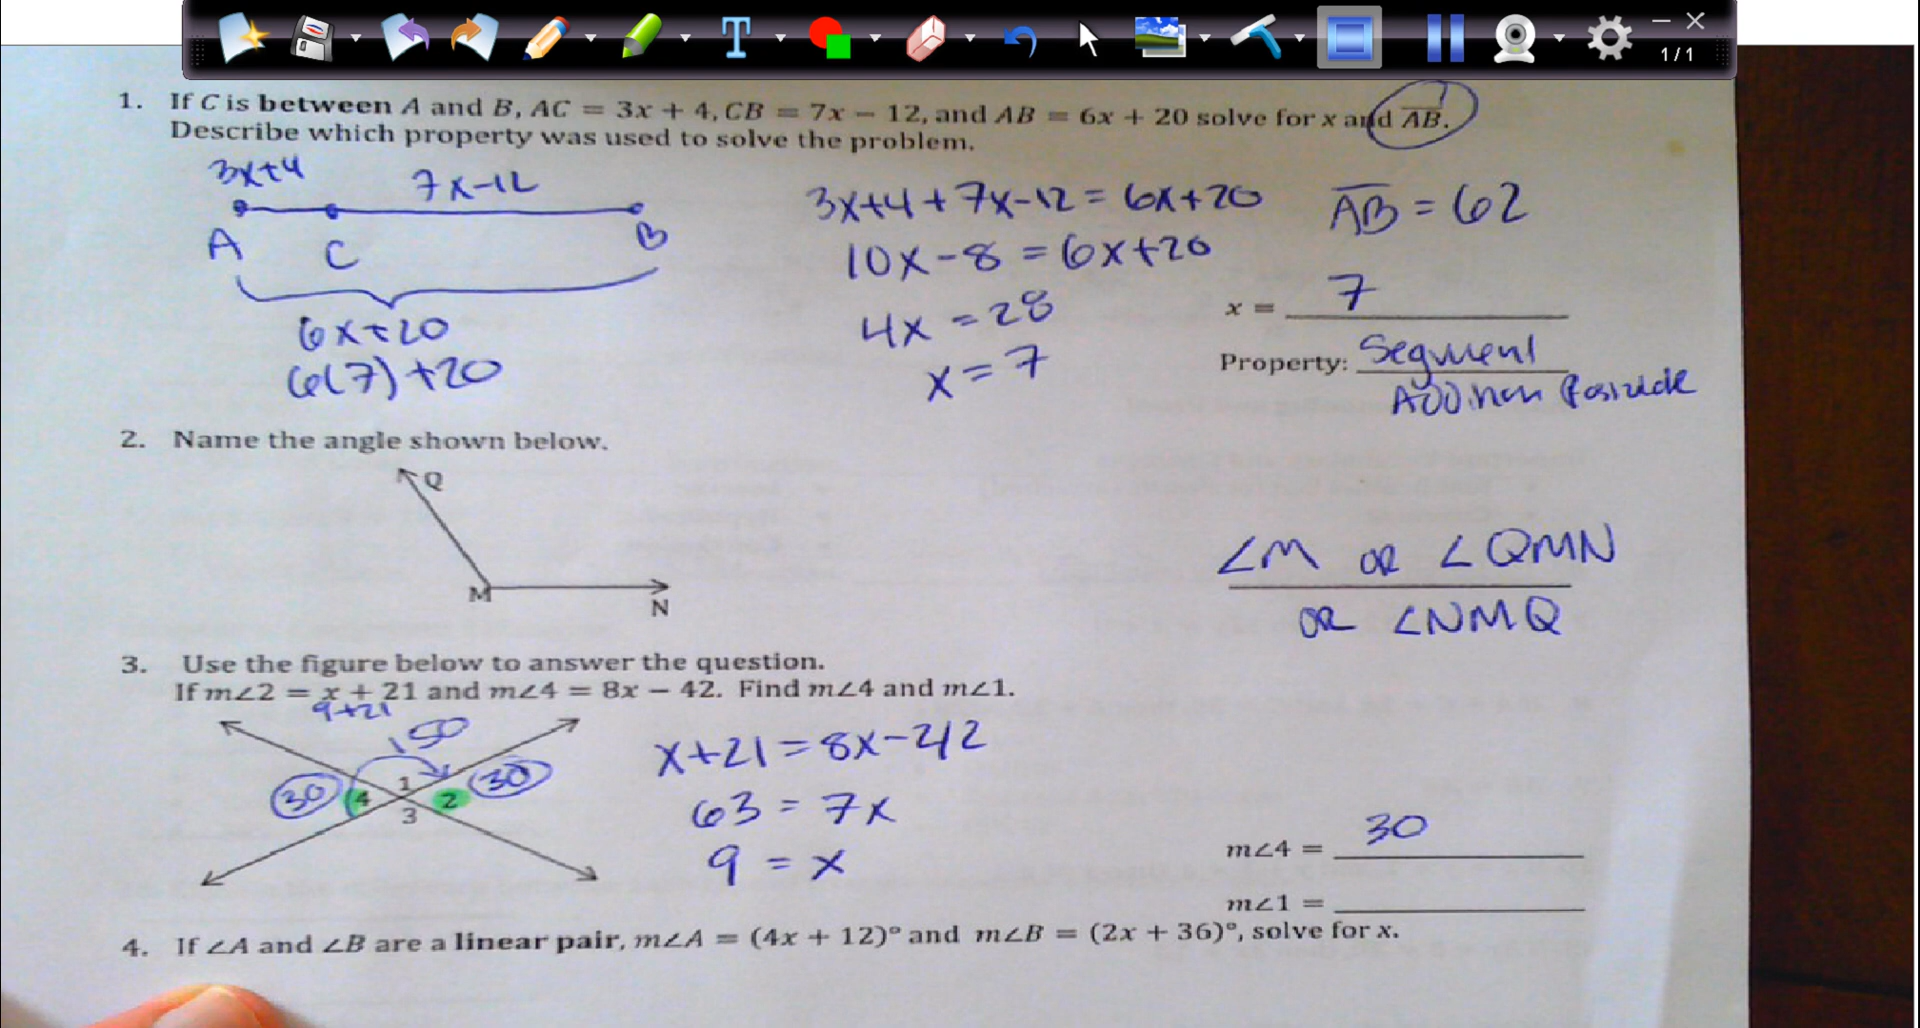 1/1
1. If C is between A and B, AC = 3x + 4, CB = 7x − 12, and AB = 6x + 20 solve for x and AB.
Describe which property was used to solve the problem.
3x+4
7x-12
A C B
6x+20
6(7)+20
3x+4+7x-12=6x+20
10x-8=6x+20
4x=28
x=7
AB=62
x = 7
Property: Segment
Addition Postulate
2. Name the angle shown below.
Q
M
N
∠M OR ∠QMN
OR ∠NMQ
3. Use the figure below to answer the question.
If m∠2 = x + 21 and m∠4 = 8x − 42. Find m∠4 and m∠1.
9+21
150
30 4 1 2 30
3
x+21=8x-42
63=7x
9=x
m∠4 = 30
m∠1 =
4. If ∠A and ∠B are a linear pair, m∠A = (4x + 12)° and m∠B = (2x + 36)°, solve for x.